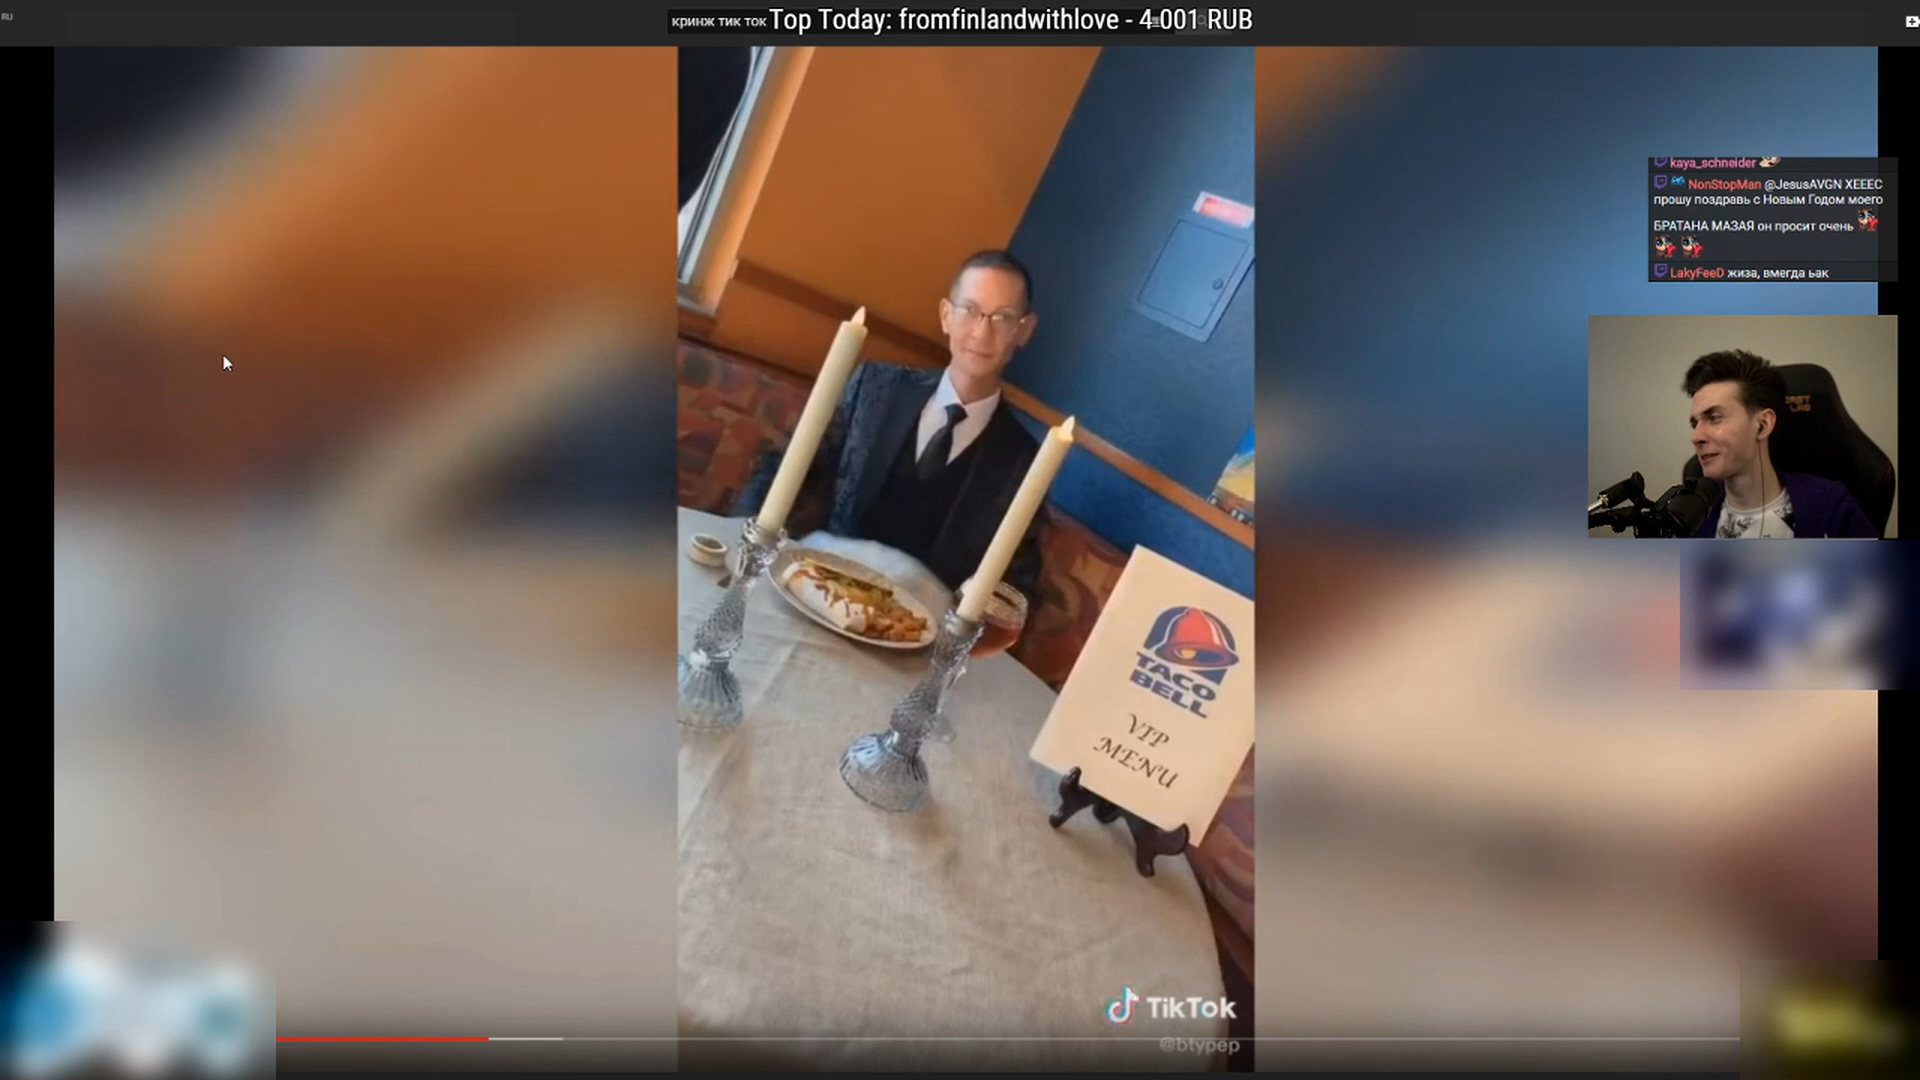 RU
кринж тик ток
Top Today: fromfinlandwithlove - 4 001 RUB
kaya_schneider
NonStopMan @JesusAVGN ХЕЕЕС
прошу поздравь с Новым Годом моего
БРАТАНА МАЗАЯ он просит очень
LakyFeeD жиза, вмегда ьак
TACO
BELL
VIP
MENU
TikTok
@btypep